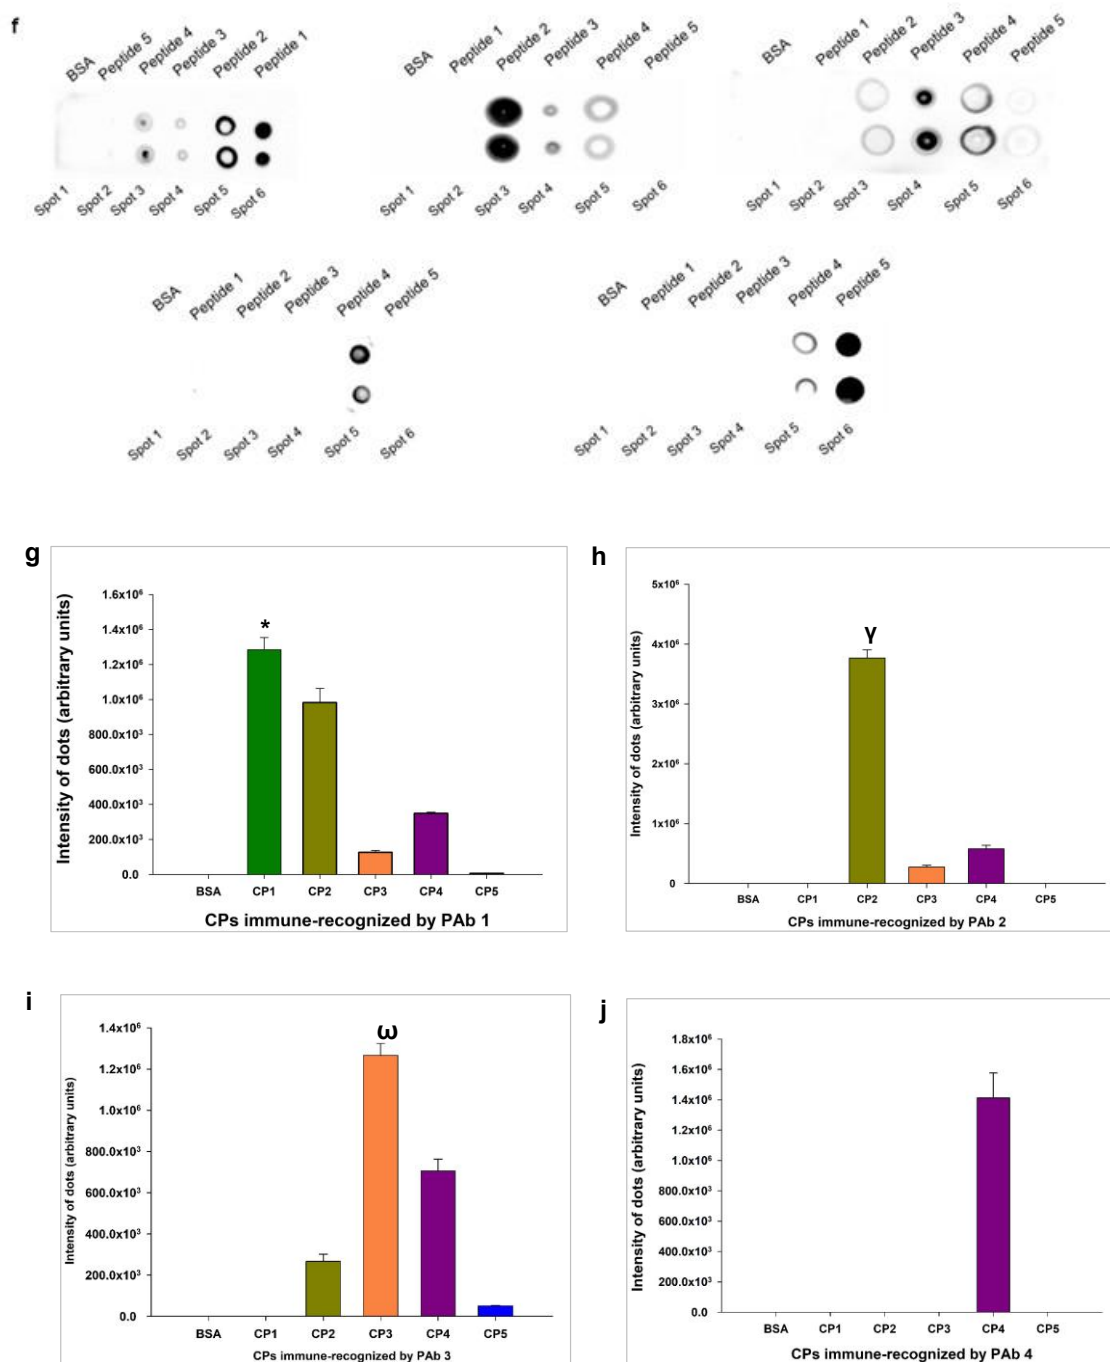 f
BSA Peptide 5 Peptide 4 Peptide 3 Peptide 2 Peptide 1
Spot 1 Spot 2 Spot 3 Spot 4 Spot 5 Spot 6
BSA Peptide 1 Peptide 2 Peptide 3 Peptide 4 Peptide 5
Spot 1 Spot 2 Spot 3 Spot 4 Spot 5 Spot 6
BSA Peptide 1 Peptide 2 Peptide 3 Peptide 4 Peptide 5
Spot 1 Spot 2 Spot 3 Spot 4 Spot 5 Spot 6
BSA Peptide 1 Peptide 2 Peptide 3 Peptide 4 Peptide 5
Spot 1 Spot 2 Spot 3 Spot 4 Spot 5 Spot 6
BSA Peptide 1 Peptide 2 Peptide 3 Peptide 4 Peptide 5
Spot 1 Spot 2 Spot 3 Spot 4 Spot 5 Spot 6
g
Intensity of dots (arbitrary units)
1.6x10⁶
1.4x10⁶
1.2x10⁶
1.0x10⁶
800.0x10³
600.0x10³
400.0x10³
200.0x10³
0.0
*
BSA CP1 CP2 CP3 CP4 CP5
CPs immune-recognized by PAb 1
h
Intensity of dots (arbitrary units)
5x10⁶
4x10⁶
3x10⁶
2x10⁶
1x10⁶
0
γ
BSA CP1 CP2 CP3 CP4 CP5
CPs immune-recognized by PAb 2
i
Intensity of dots (arbitrary units)
1.4x10⁶
1.2x10⁶
1.0x10⁶
800.0x10³
600.0x10³
400.0x10³
200.0x10³
0.0
ω
BSA CP1 CP2 CP3 CP4 CP5
CPs immune-recognized by PAb 3
j
Intensity of dots (arbitrary units)
1.8x10⁶
1.6x10⁶
1.4x10⁶
1.2x10⁶
1.0x10⁶
800.0x10³
600.0x10³
400.0x10³
200.0x10³
0.0
BSA CP1 CP2 CP3 CP4 CP5
CPs immune-recognized by PAb 4